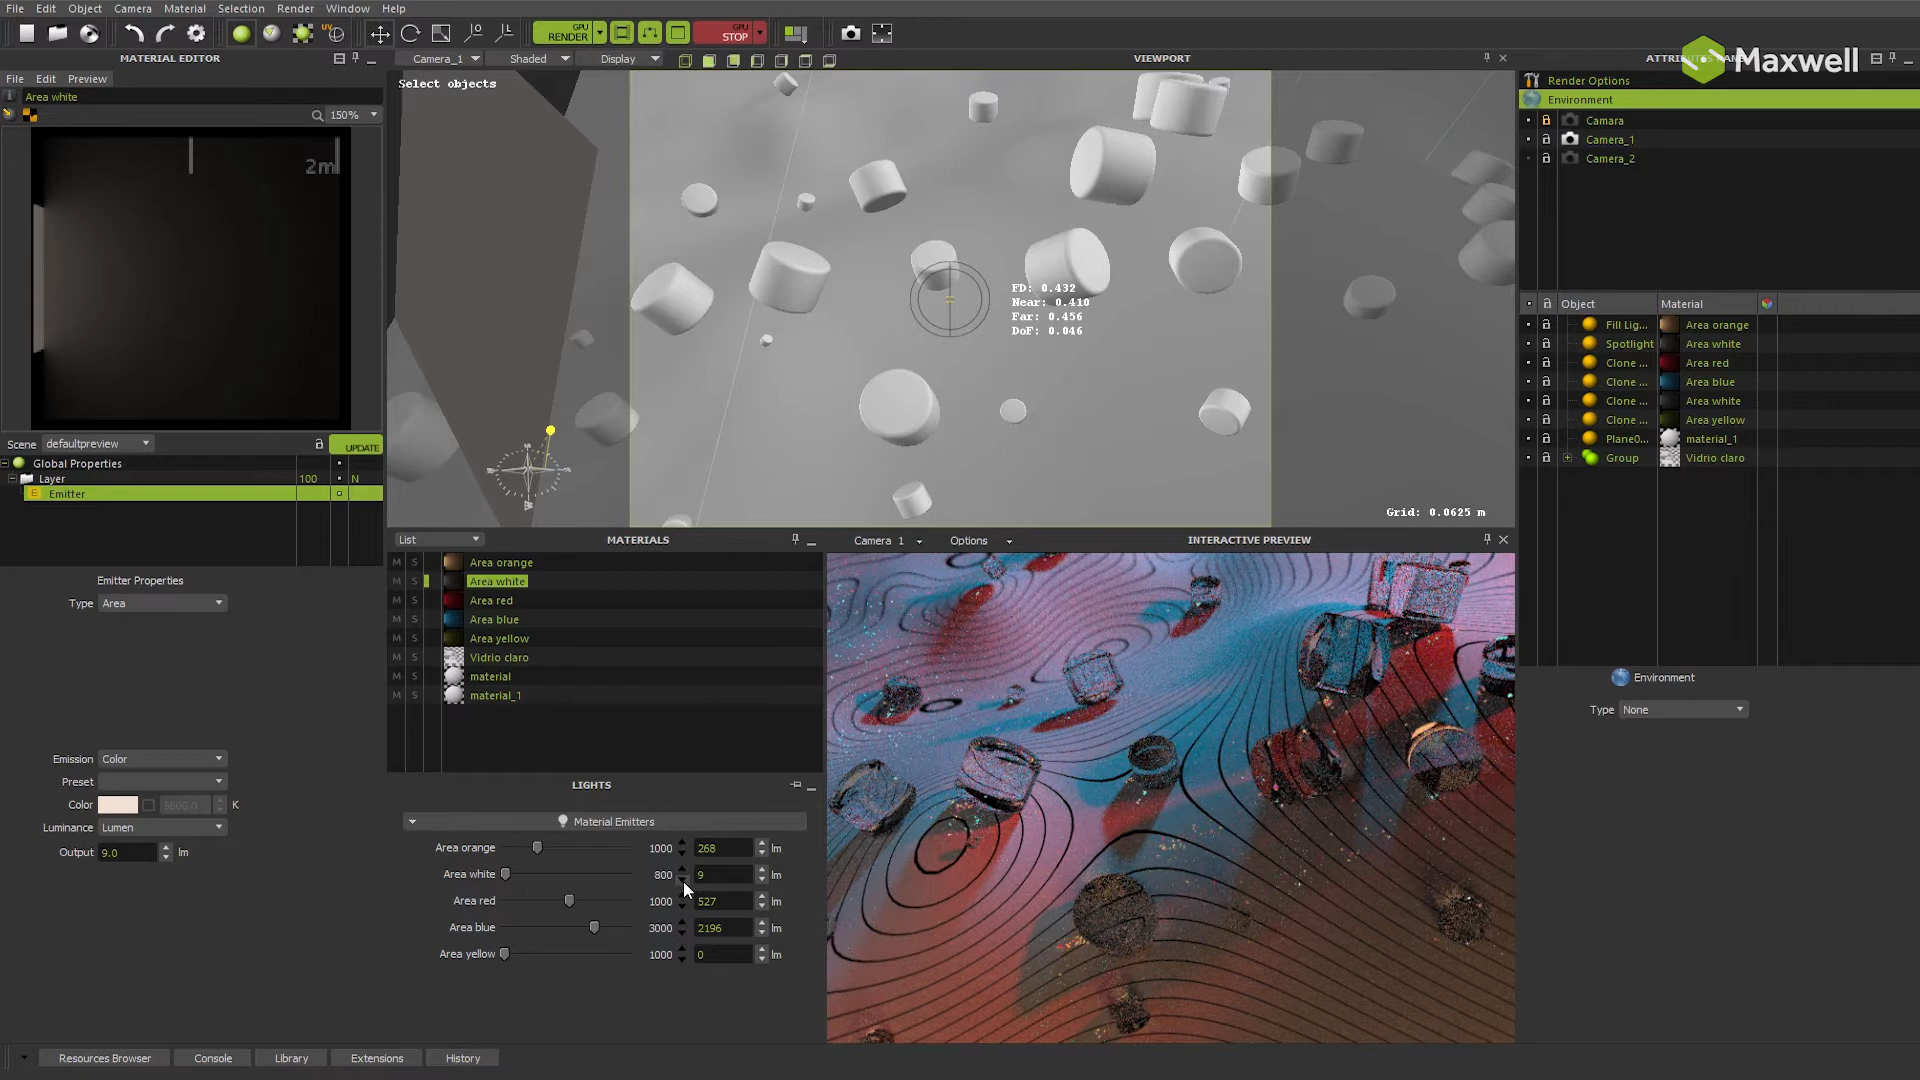 File Edit Object Camera Material Selection Render Window Help
GPU
RENDER
GPU
STOP
MATERIAL EDITOR
Camera_1 Shaded Display VIEWPORT
Maxwell
File Edit Preview
Area white
150%
2m
Scene defaultpreview UPDATE
Global Properties
Layer 100 N
E Emitter
Emitter Properties
Type Area
Emission Color
Preset
Color 5600.0 K
Luminance Lumen
Output 9.0 lm
Select objects
FD: 0.432
Near: 0.410
Far: 0.456
DoF: 0.046
Grid: 0.0625 m
List MATERIALS
M S Area orange
M S Area white
M S Area red
M S Area blue
M S Area yellow
M S Vidrio claro
M S material
M S material_1
LIGHTS
Material Emitters
Area orange 1000 268 lm
Area white 800 9 lm
Area red 1000 527 lm
Area blue 3000 2196 lm
Area yellow 1000 0 lm
Camera 1 Options INTERACTIVE PREVIEW
Render Options
Environment
Camara
Camera_1
Camera_2
Object Material
Fill Lig... Area orange
Spotlight Area white
Clone ... Area red
Clone ... Area blue
Clone ... Area white
Clone ... Area yellow
Plane0... material_1
Group Vidrio claro
Environment
Type None
Resources Browser Console Library Extensions History